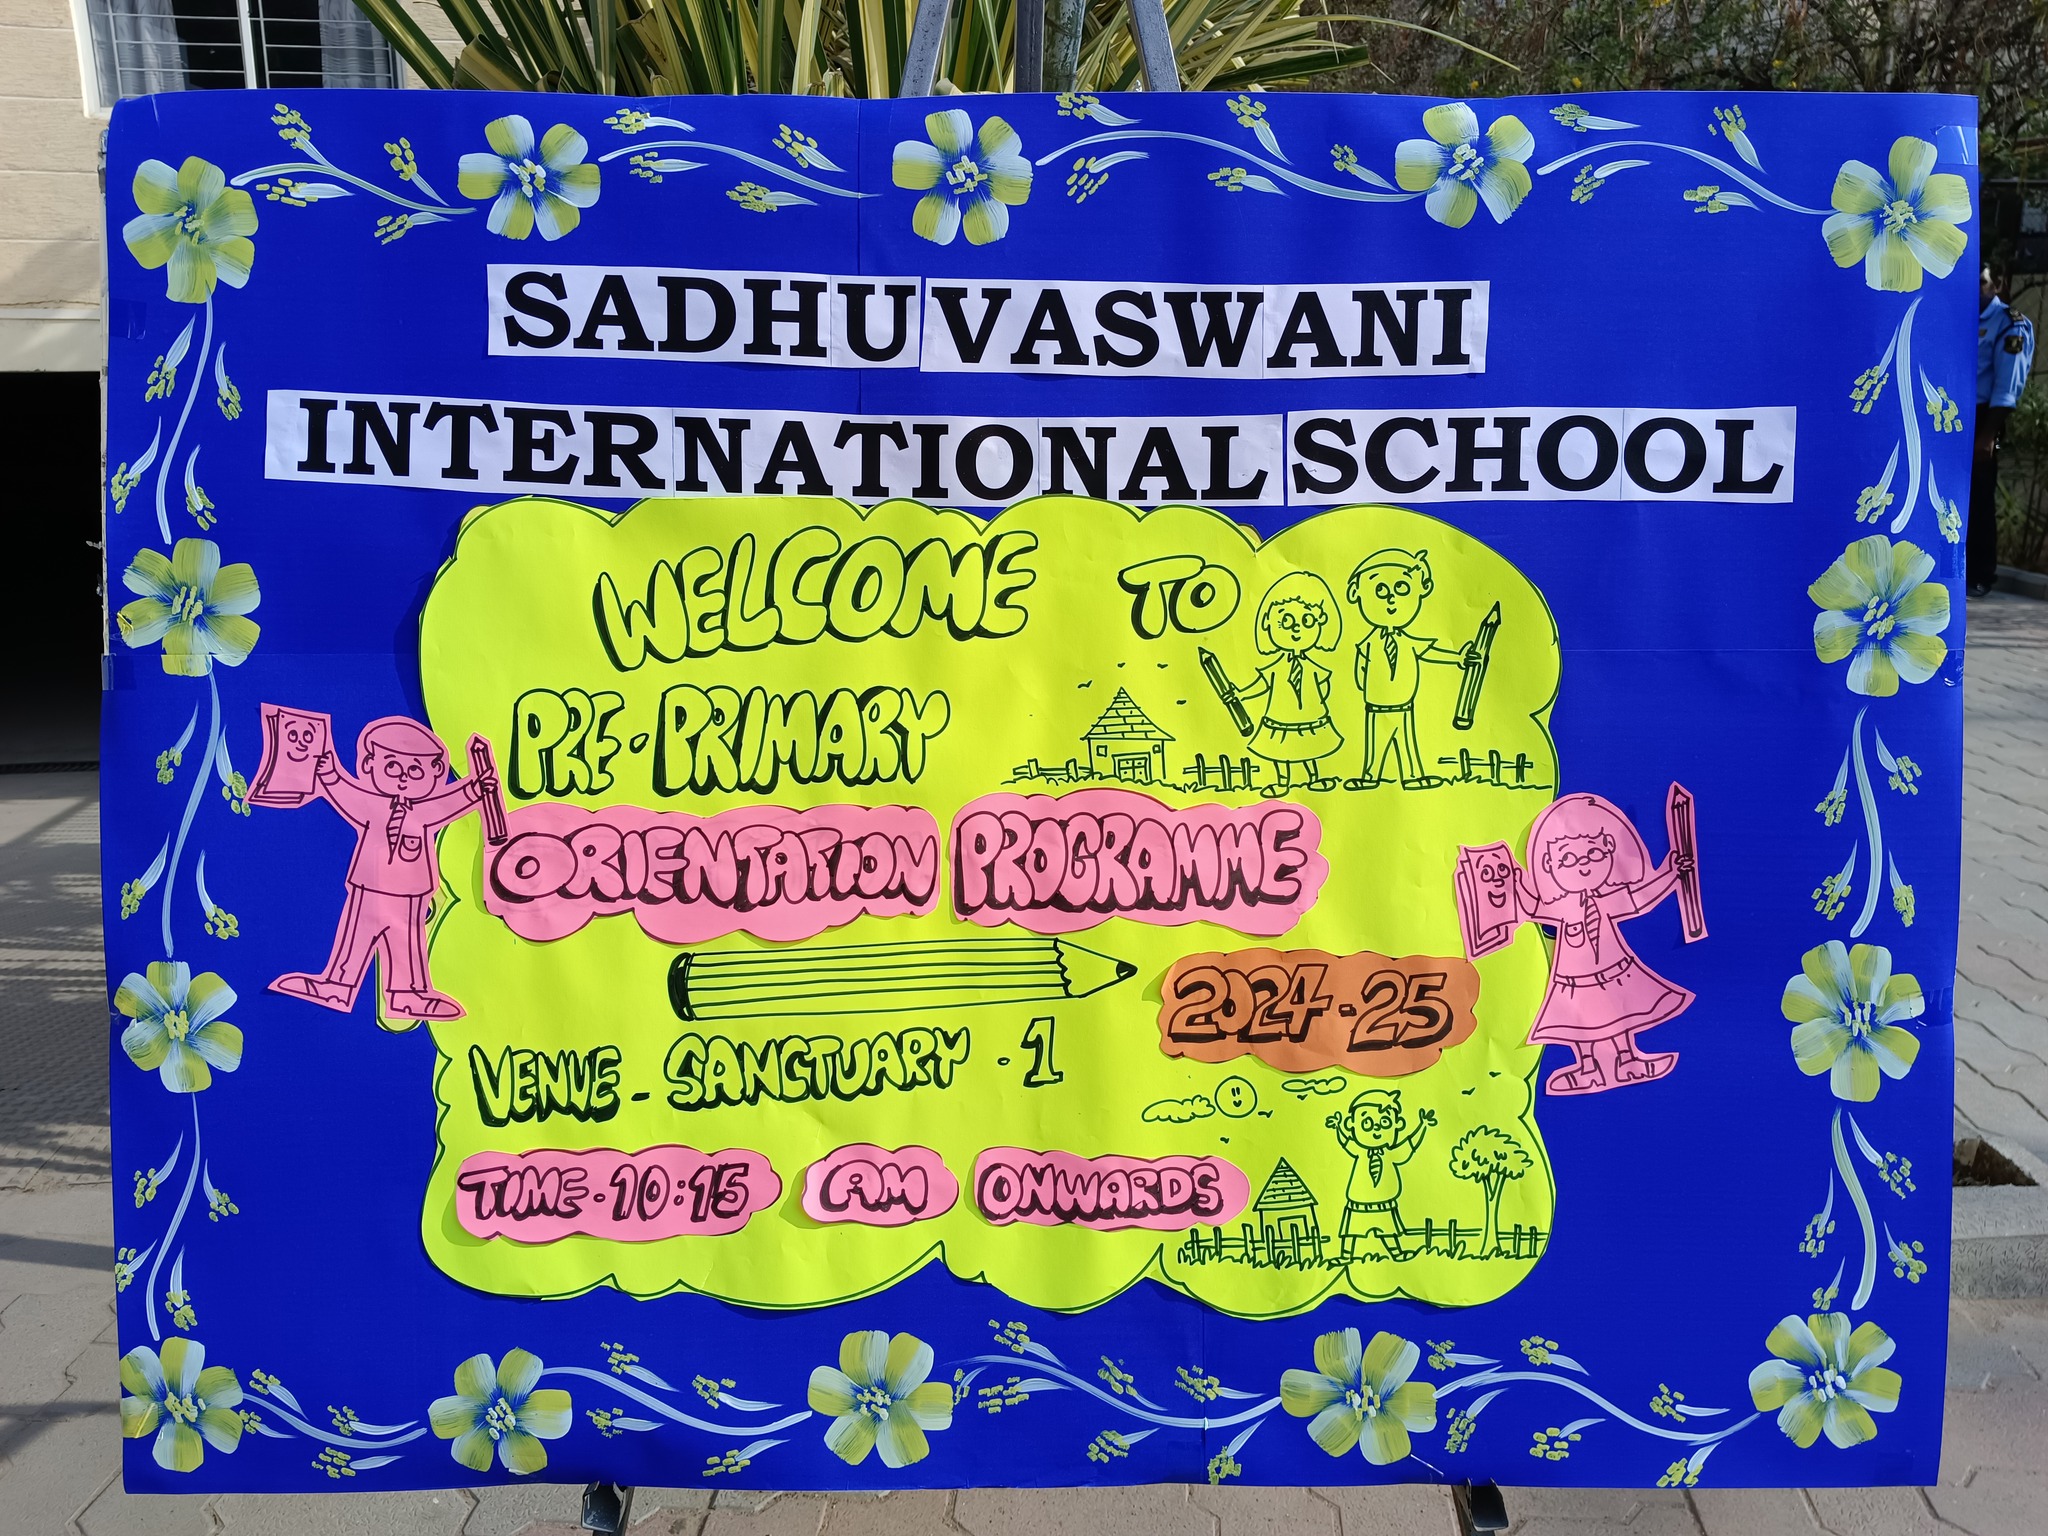 SADHU VASWANI
INTERNATIONAL SCHOOL
WELCOME TO
PRE-PRIMARY
ORIENTATION PROGRAMME
2024-25
VENUE - SANCTUARY - 1
TIME - 10:15 AM ONWARDS